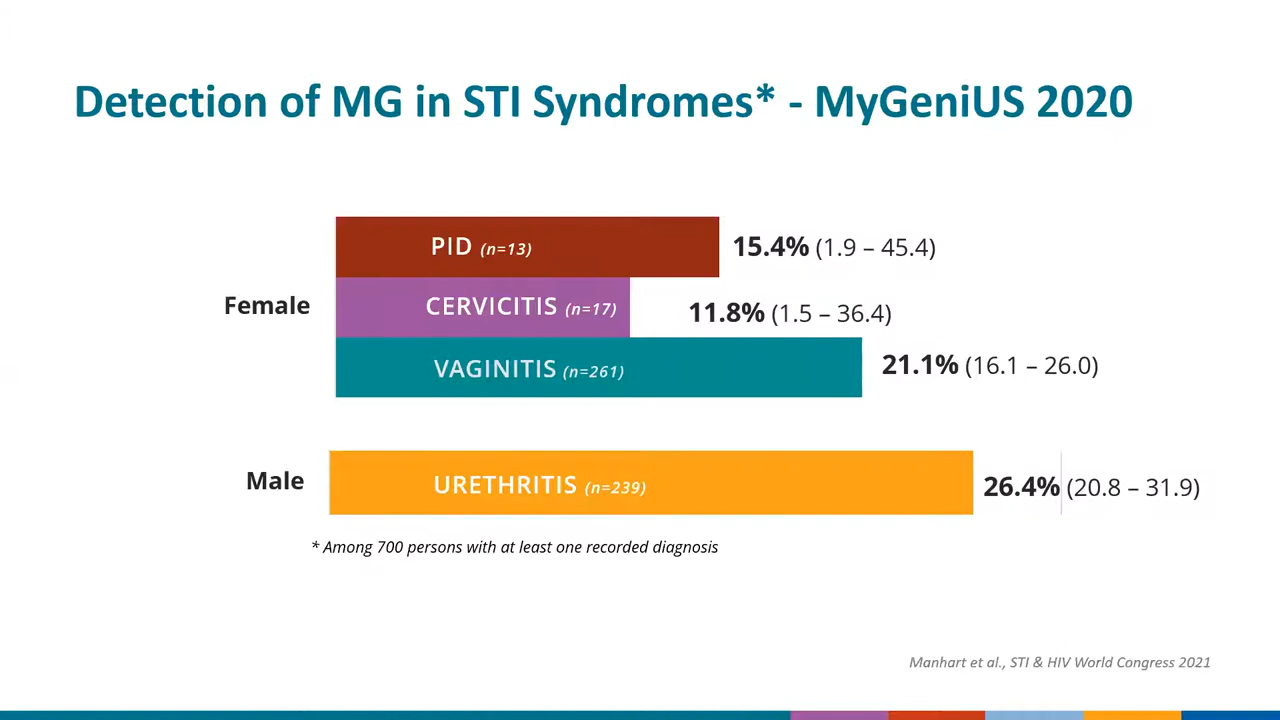 Detection of MG in STI Syndromes* - MyGeniUS 2020
PID (n=13) 15.4% (1.9 – 45.4)
Female
CERVICITIS (n=17) 11.8% (1.5 – 36.4)
VAGINITIS (n=261) 21.1% (16.1 – 26.0)
Male
URETHRITIS (n=239) 26.4% (20.8 – 31.9)
* Among 700 persons with at least one recorded diagnosis
Manhart et al., STI & HIV World Congress 2021